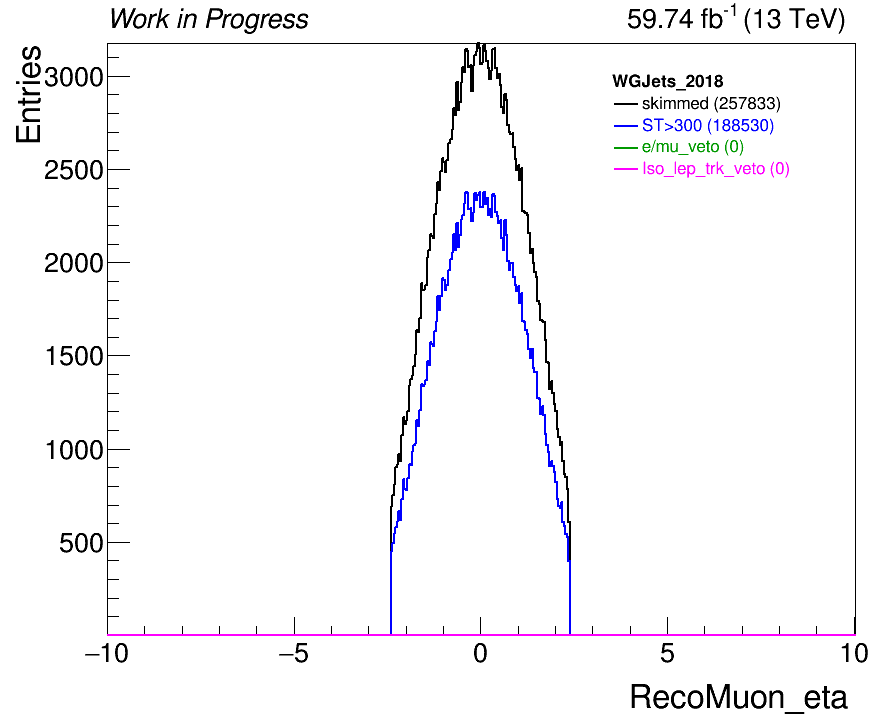 Work in Progress
59.74 fb-1 (13 TeV)
Entries
3000
2500
2000
1500
1000
500
WGJets_2018
skimmed (257833)
ST>300 (188530)
e/mu_veto (0)
Iso_lep_trk_veto (0)
−10 −5 0 5 10
RecoMuon_eta